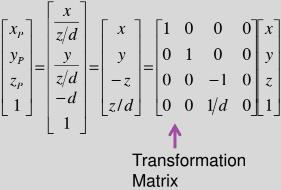 [x_P y_P z_P 1] = [x/(z/d) y/(z/d) -d 1] = [x y -z z/d] = [1 0 0 0; 0 1 0 0; 0 0 -1 0; 0 0 1/d 0] [x y z 1]
Transformation
Matrix